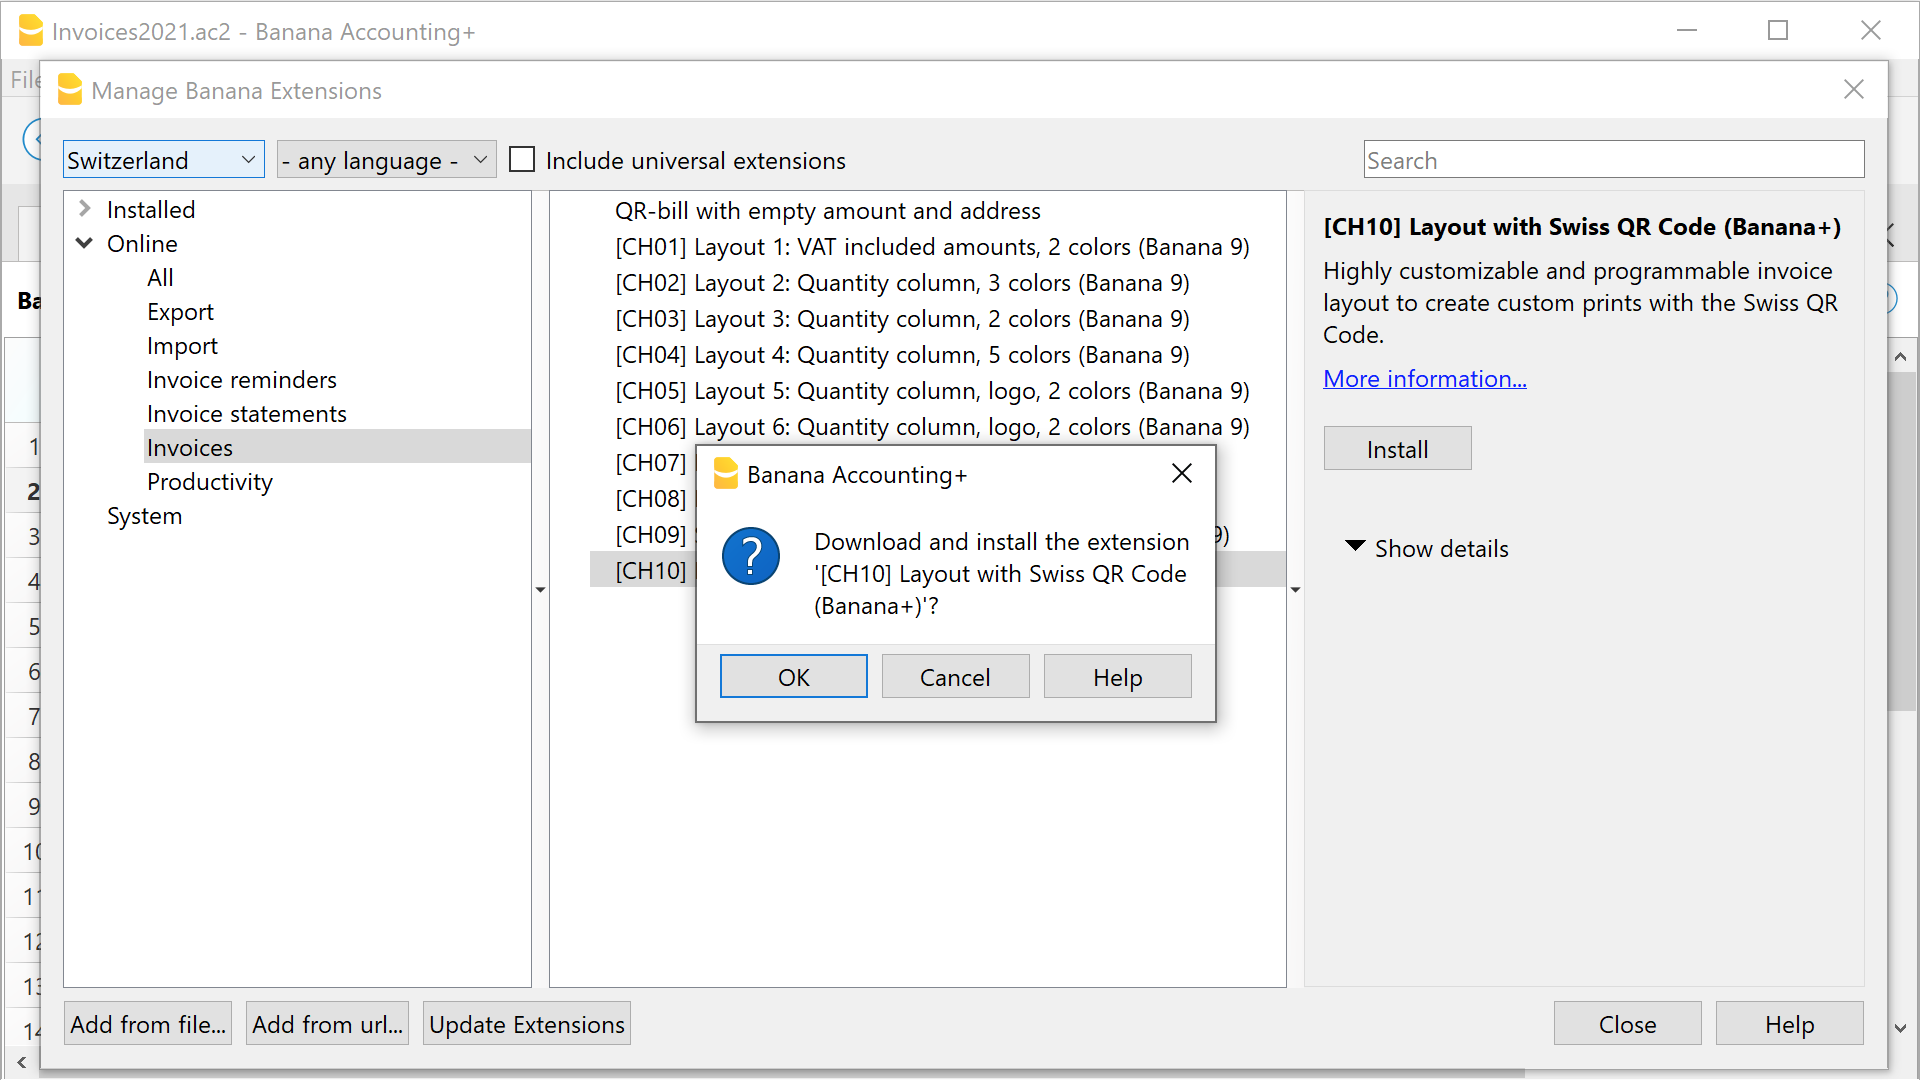 Invoices2021.ac2 - Banana Accounting+
File
Manage Banana Extensions
Switzerland
- any language -
Include universal extensions
Search
Installed
Online
All
Export
Import
Invoice reminders
Invoice statements
Invoices
Productivity
System
QR-bill with empty amount and address
[CH01] Layout 1: VAT included amounts, 2 colors (Banana 9)
[CH02] Layout 2: Quantity column, 3 colors (Banana 9)
[CH03] Layout 3: Quantity column, 2 colors (Banana 9)
[CH04] Layout 4: Quantity column, 5 colors (Banana 9)
[CH05] Layout 5: Quantity column, logo, 2 colors (Banana 9)
[CH06] Layout 6: Quantity column, logo, 2 colors (Banana 9)
[CH07]
[CH08]
[CH09] 9)
[CH10]
Banana Accounting+
Download and install the extension
'[CH10] Layout with Swiss QR Code
(Banana+)'?
OK
Cancel
Help
[CH10] Layout with Swiss QR Code (Banana+)
Highly customizable and programmable invoice
layout to create custom prints with the Swiss QR
Code.
More information...
Install
Show details
Ba
1
2
3
4
5
6
7
8
9
10
11
12
13
14
Add from file...
Add from url...
Update Extensions
Close
Help